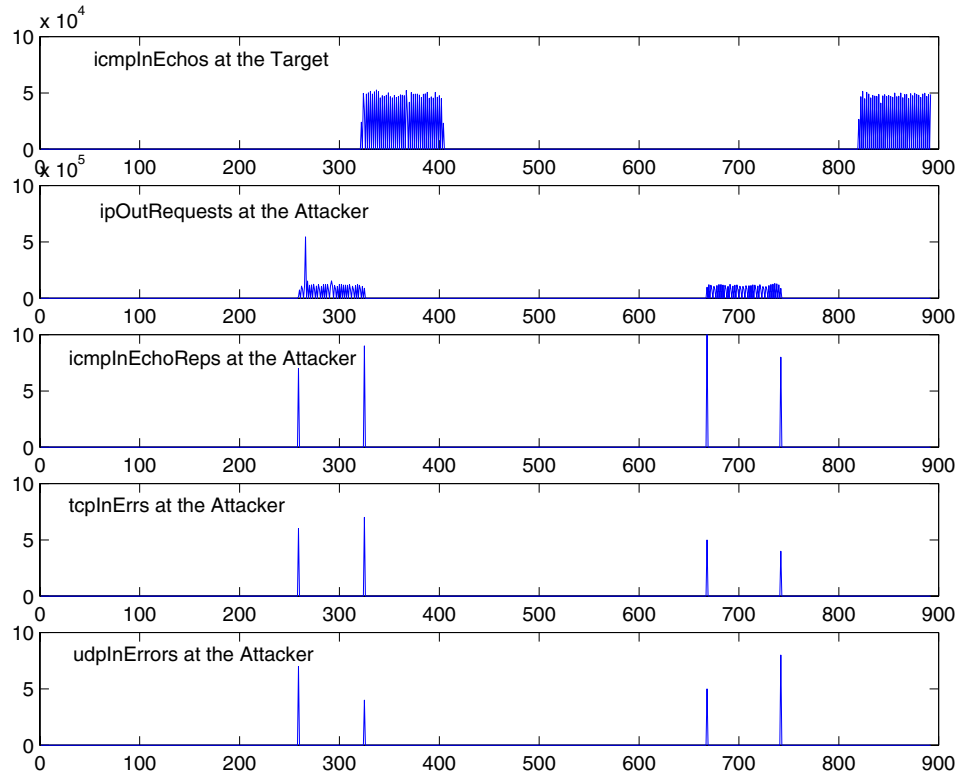 x 10^4
10
5
0
icmpInEchos at the Target
0 100 200 300 400 500 600 700 800 900
x 10^5
10
5
0
ipOutRequests at the Attacker
0 100 200 300 400 500 600 700 800 900
10
5
0
icmpInEchoReps at the Attacker
0 100 200 300 400 500 600 700 800 900
10
5
0
tcpInErrs at the Attacker
0 100 200 300 400 500 600 700 800 900
10
5
0
udpInErrors at the Attacker
0 100 200 300 400 500 600 700 800 900